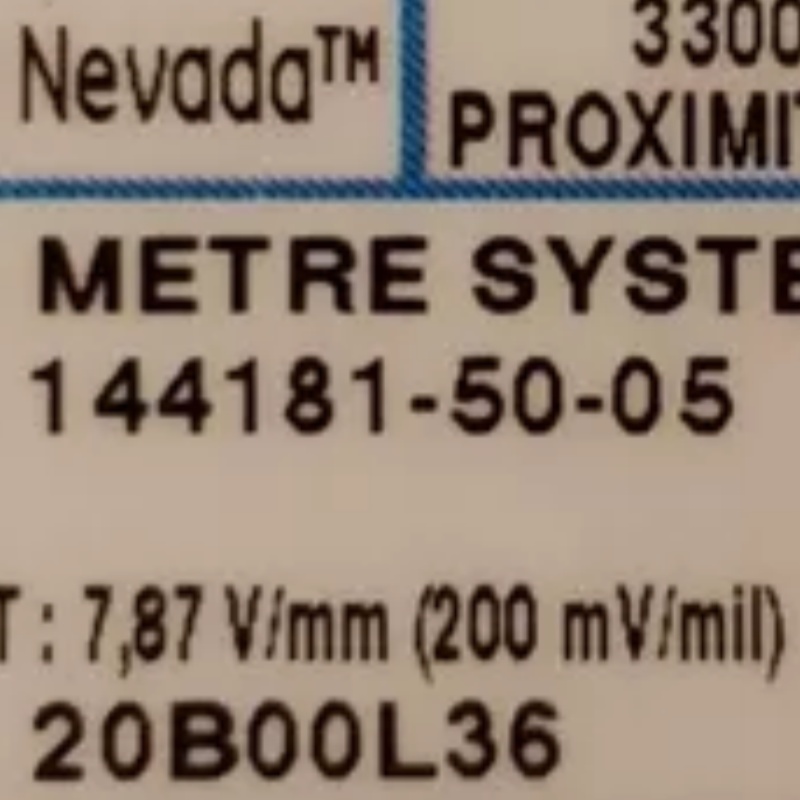 Nevada™
3300
PROXIMIT
METRE SYSTE
144181-50-05
T : 7,87 V/mm (200 mV/mil)
20B00L36